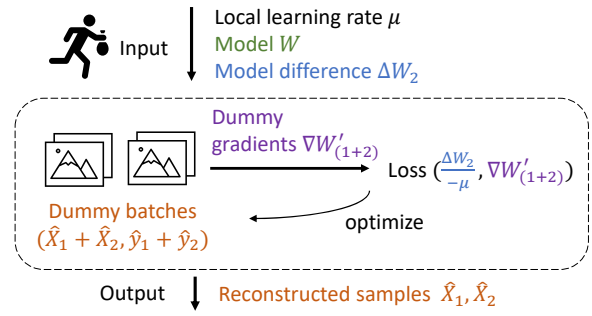 Local learning rate μ
Input
Model W
Model difference ΔW₂
Dummy
gradients ∇W′₍₁₊₂₎
Loss (ΔW₂/−μ, ∇W′₍₁₊₂₎)
optimize
Dummy batches
(X̂₁ + X̂₂, ŷ₁ + ŷ₂)
Output
Reconstructed samples X̂₁, X̂₂